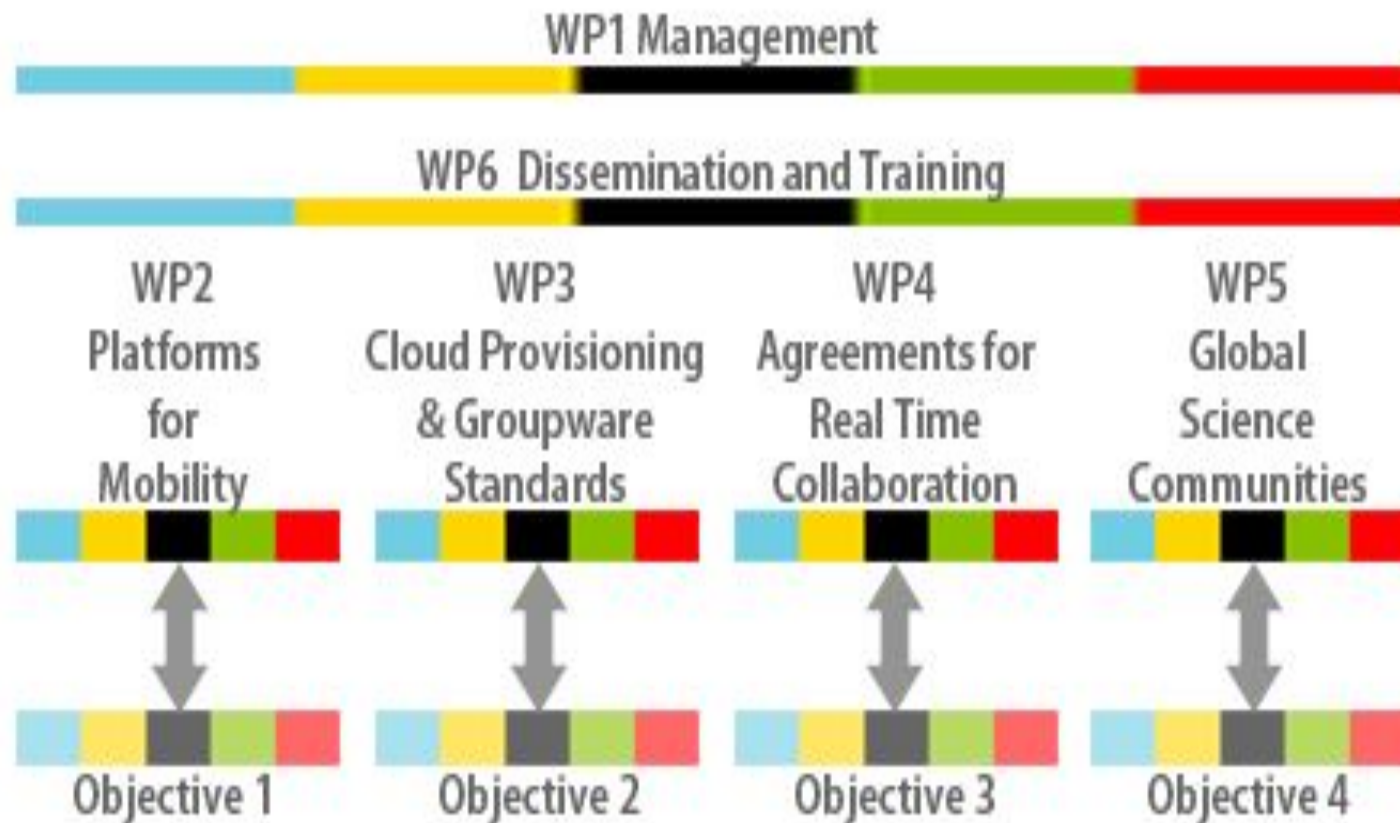 WP1 Management
WP6 Dissemination and Training
WP2
Platforms
for
Mobility
WP3
Cloud Provisioning
& Groupware
Standards
WP4
Agreements for
Real Time
Collaboration
WP5
Global
Science
Communities
Objective 1
Objective 2
Objective 3
Objective 4